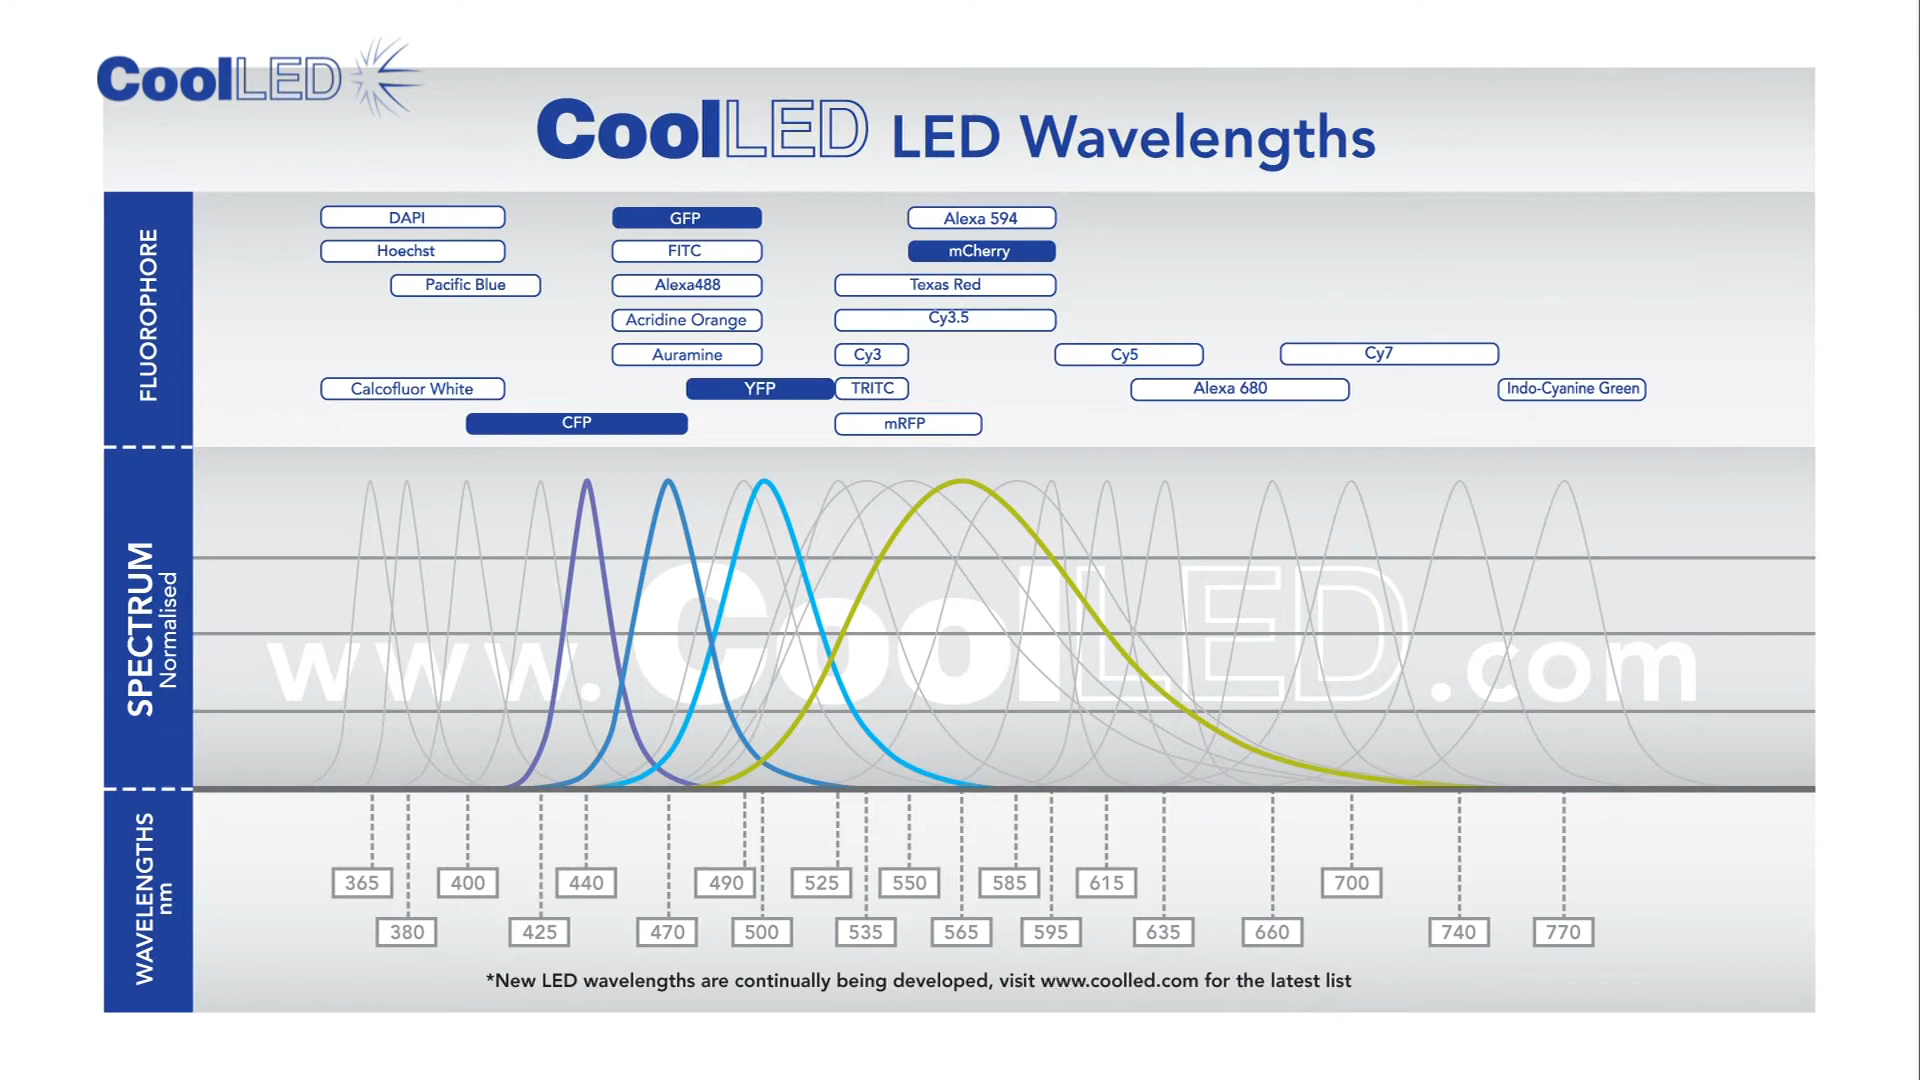 CoolLED
CoolLED LED Wavelengths
FLUOROPHORE
DAPI
GFP
Alexa 594
Hoechst
FITC
mCherry
Pacific Blue
Alexa488
Texas Red
Acridine Orange
Cy3.5
Auramine
Cy3
Cy5
Cy7
Calcofluor White
YFP
TRITC
Alexa 680
Indo-Cyanine Green
CFP
mRFP
SPECTRUM
Normalised
www.CoolLED.com
WAVELENGTHS
nm
365
400
440
490
525
550
585
615
700
380
425
470
500
535
565
595
635
660
740
770
*New LED wavelengths are continually being developed, visit www.coolled.com for the latest list